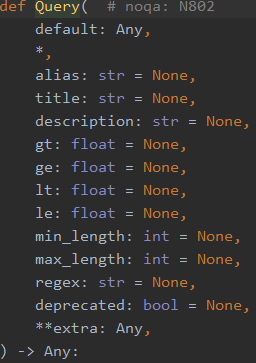 def Query(  # noqa: N802
    default: Any,
    *,
    alias: str = None,
    title: str = None,
    description: str = None,
    gt: float = None,
    ge: float = None,
    lt: float = None,
    le: float = None,
    min_length: int = None,
    max_length: int = None,
    regex: str = None,
    deprecated: bool = None,
    **extra: Any,
) -> Any: